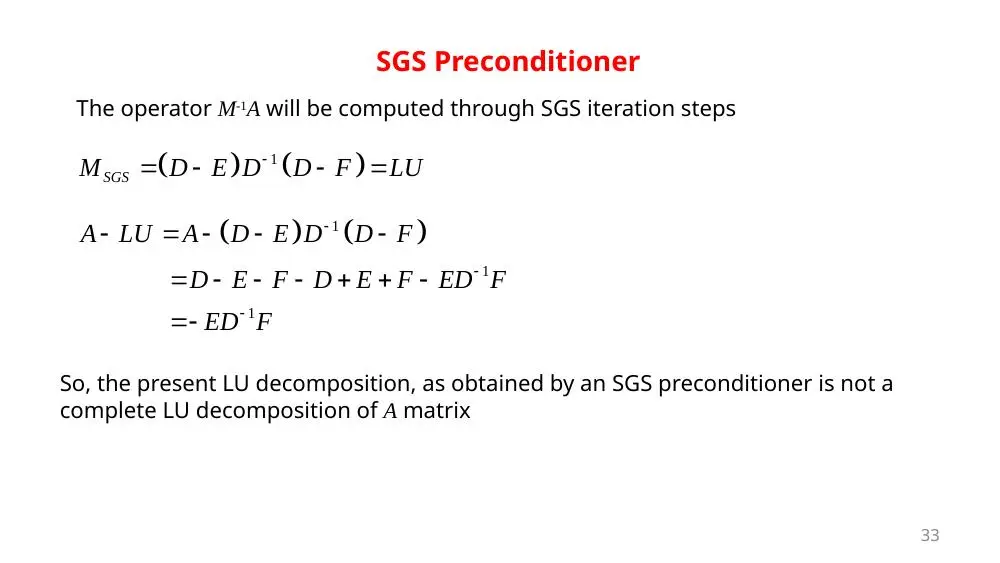 SGS Preconditioner
The operator M⁻¹A will be computed through SGS iteration steps
M_SGS =(D − E)D⁻¹(D − F)=LU
A − LU =A − (D − E)D⁻¹(D − F)
=D − E − F − D + E + F − ED⁻¹F
=− ED⁻¹F
So, the present LU decomposition, as obtained by an SGS preconditioner is not a
complete LU decomposition of A matrix
33